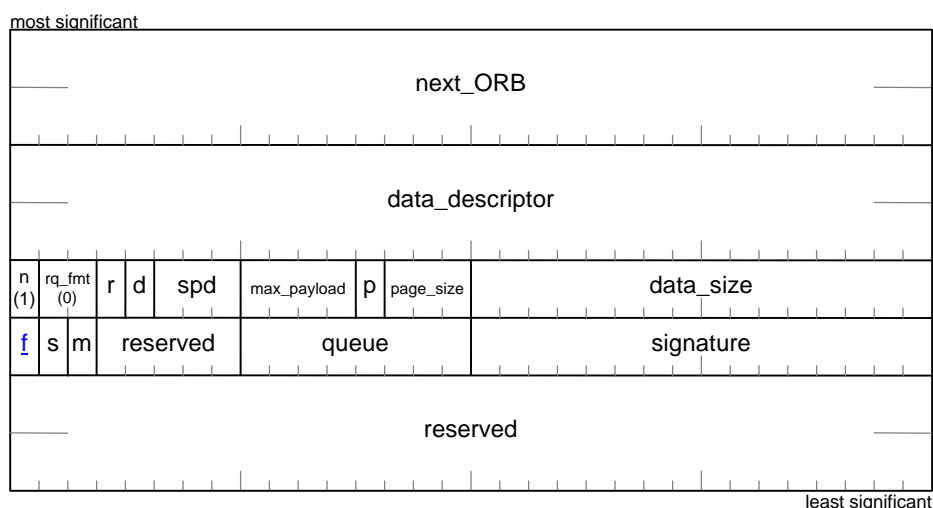 most significant
next_ORB
data_descriptor
n (1) rq_fmt (0) r d spd max_payload p page_size data_size
f s m reserved queue signature
reserved
least significant